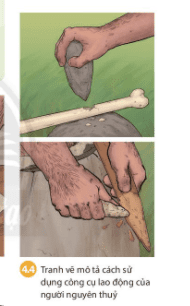 4.4 Tranh vẽ mô tả cách sử
dụng công cụ lao động của
người nguyên thuỷ